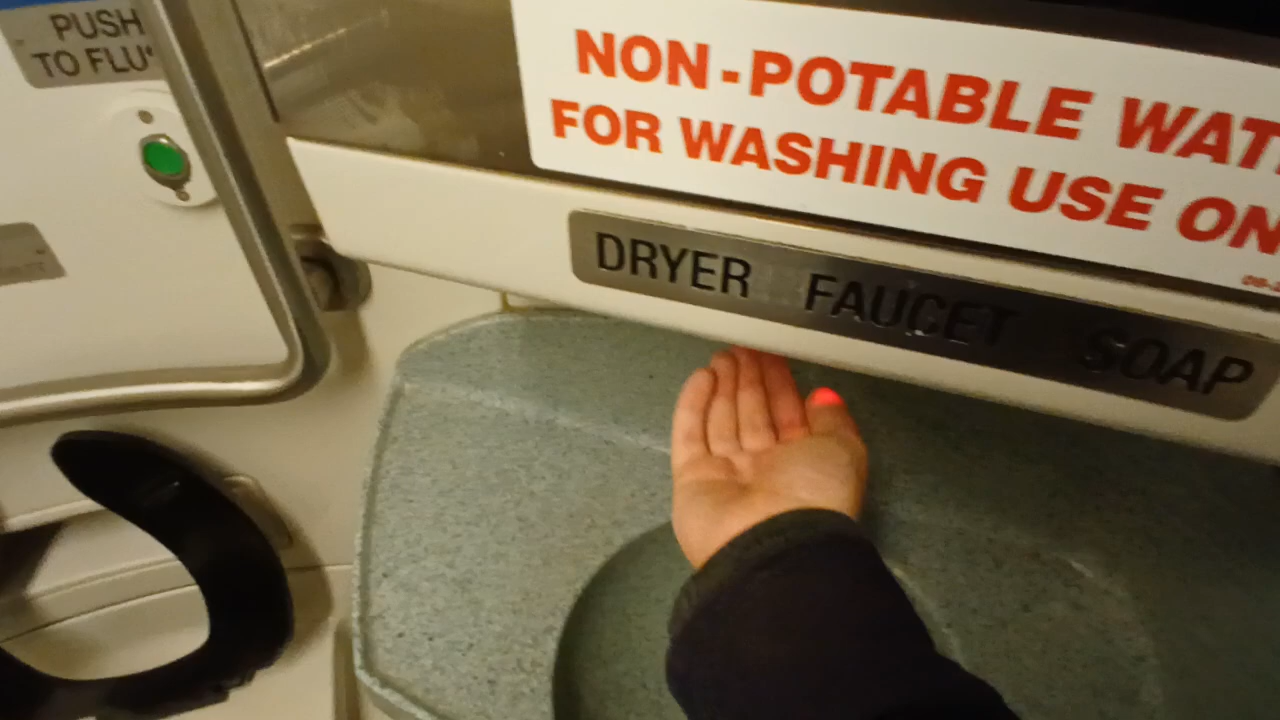 PUSH
TO FLU
NON-POTABLE WAT
FOR WASHING USE ON
DRYER FAUCET SOAP